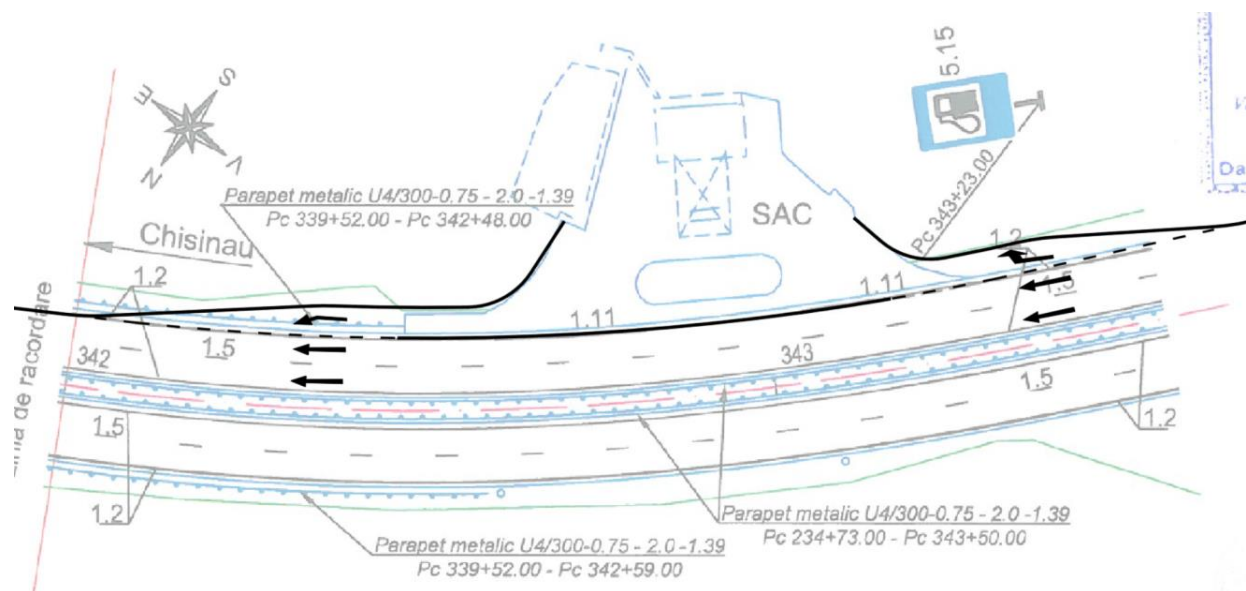 5.15
S
E
N
V
Parapet metalic U4/300-0.75 - 2.0 -1.39
Pc 339+52.00 - Pc 342+48.00
SAC
Pc 343+23.00
Da
Chisinau
1.2
1.2
1.11
1.11
1.5
1.5
342
343
1.5
1.5
1.2
de racordare
1.2
Parapet metalic U4/300-0.75 - 2.0 -1.39
Pc 234+73.00 - Pc 343+50.00
Parapet metalic U4/300-0.75 - 2.0 -1.39
Pc 339+52.00 - Pc 342+59.00